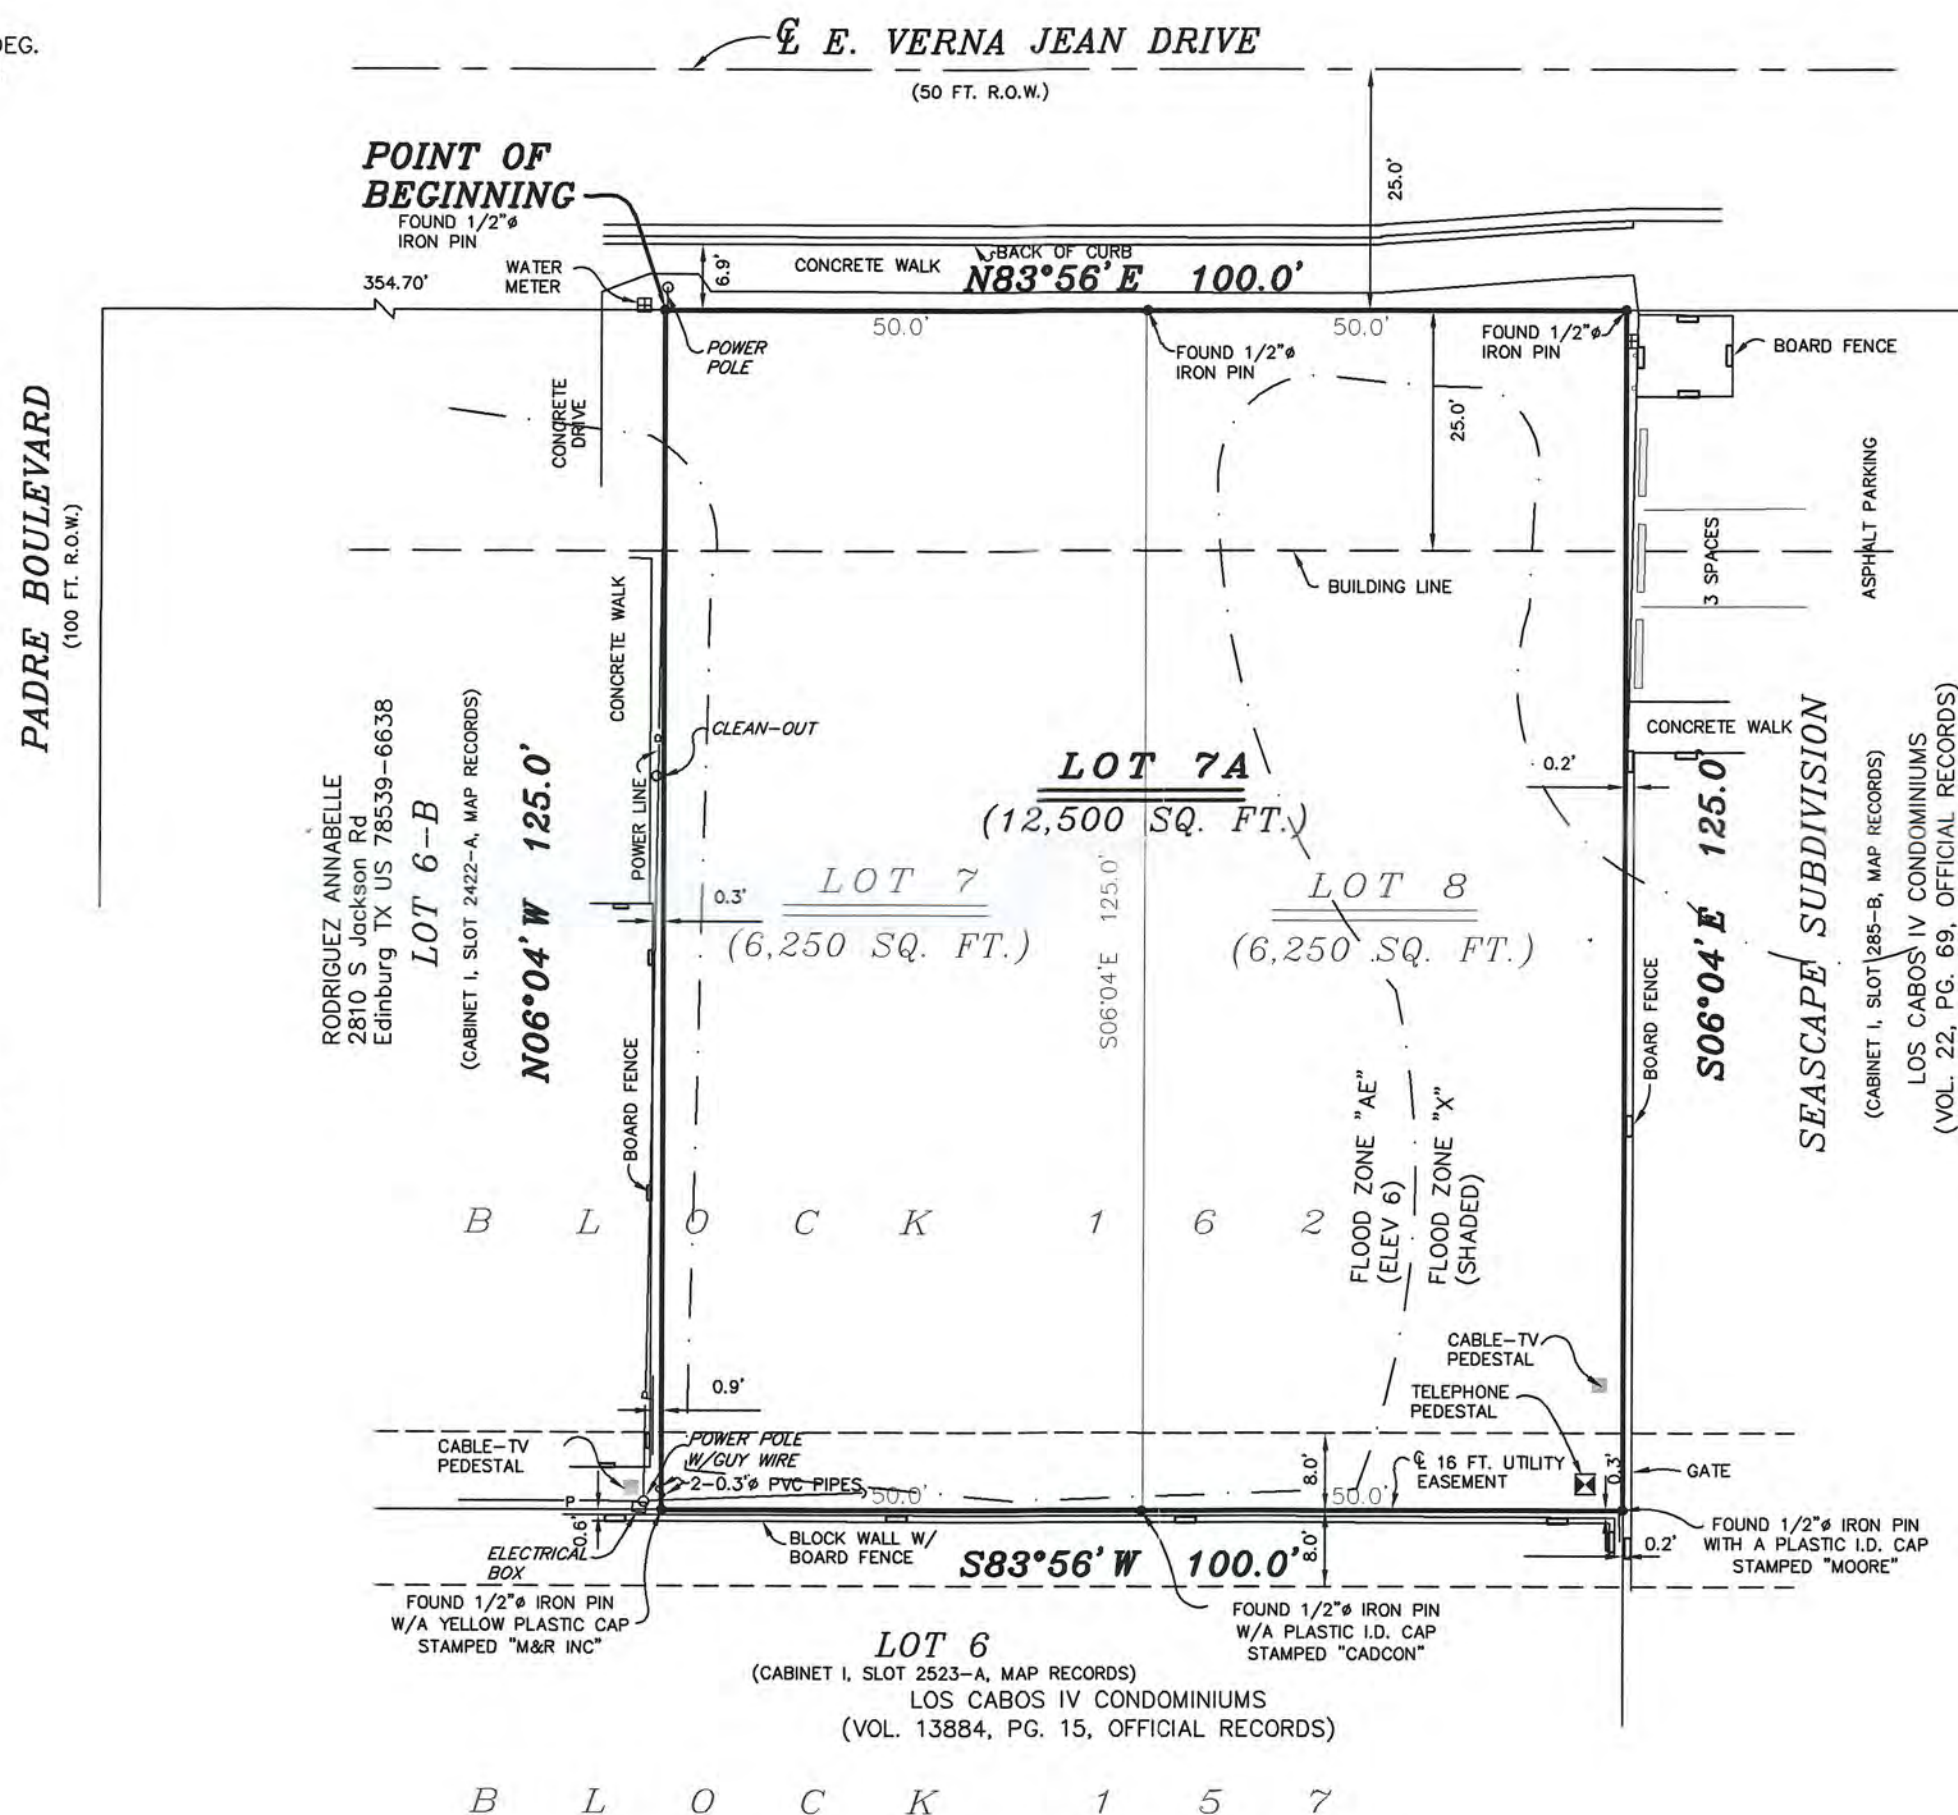 DEG.
℄ E. VERNA JEAN DRIVE
(50 FT. R.O.W.)
25.0'
POINT OF
BEGINNING
FOUND 1/2"ø
IRON PIN
WATER
METER
354.70'
6.9'
BACK OF CURB
CONCRETE WALK
N83°56'E 100.0'
50.0'
50.0'
POWER
POLE
FOUND 1/2"ø
IRON PIN
FOUND 1/2"ø
IRON PIN
BOARD FENCE
CONCRETE
DRIVE
25.0'
PADRE BOULEVARD
(100 FT. R.O.W.)
3 SPACES
ASPHALT PARKING
BUILDING LINE
CONCRETE WALK
CLEAN-OUT
POWER LINE
P
CONCRETE WALK
0.2'
LOT 7A
(12,500 SQ. FT.)
RODRIGUEZ ANNABELLE
2810 S Jackson Rd
Edinburg TX US 78539-6638
LOT 6-B
(CABINET I, SLOT 2422-A, MAP RECORDS)
N06°04'W 125.0'
0.3'
LOT 7
(6,250 SQ. FT.)
S06°04'E 125.0'
LOT 8
(6,250 SQ. FT.)
BOARD FENCE
S06°04'E 125.0'
SEASCAPE SUBDIVISION
(CABINET I, SLOT 285-B, MAP RECORDS)
LOS CABOS IV CONDOMINIUMS
(VOL. 22, PG. 69, OFFICIAL RECORDS)
BOARD FENCE
BLOCK 162
FLOOD ZONE "AE"
(ELEV 6)
FLOOD ZONE "X"
(SHADED)
CABLE-TV
PEDESTAL
TELEPHONE
PEDESTAL
0.9'
P
CABLE-TV
PEDESTAL
POWER POLE
W/GUY WIRE
2-0.3'ø PVC PIPES
50.0'
50.0'
8.0'
℄ 16 FT. UTILITY
EASEMENT
0.3'
GATE
P
0.6'
ELECTRICAL
BOX
BLOCK WALL W/
BOARD FENCE
S83°56'W 100.0'
8.0'
0.2'
FOUND 1/2"ø IRON PIN
WITH A PLASTIC I.D. CAP
STAMPED "MOORE"
FOUND 1/2"ø IRON PIN
W/A YELLOW PLASTIC CAP
STAMPED "M&R INC"
FOUND 1/2"ø IRON PIN
W/A PLASTIC I.D. CAP
STAMPED "CADCON"
LOT 6
(CABINET I, SLOT 2523-A, MAP RECORDS)
LOS CABOS IV CONDOMINIUMS
(VOL. 13884, PG. 15, OFFICIAL RECORDS)
BLOCK 157